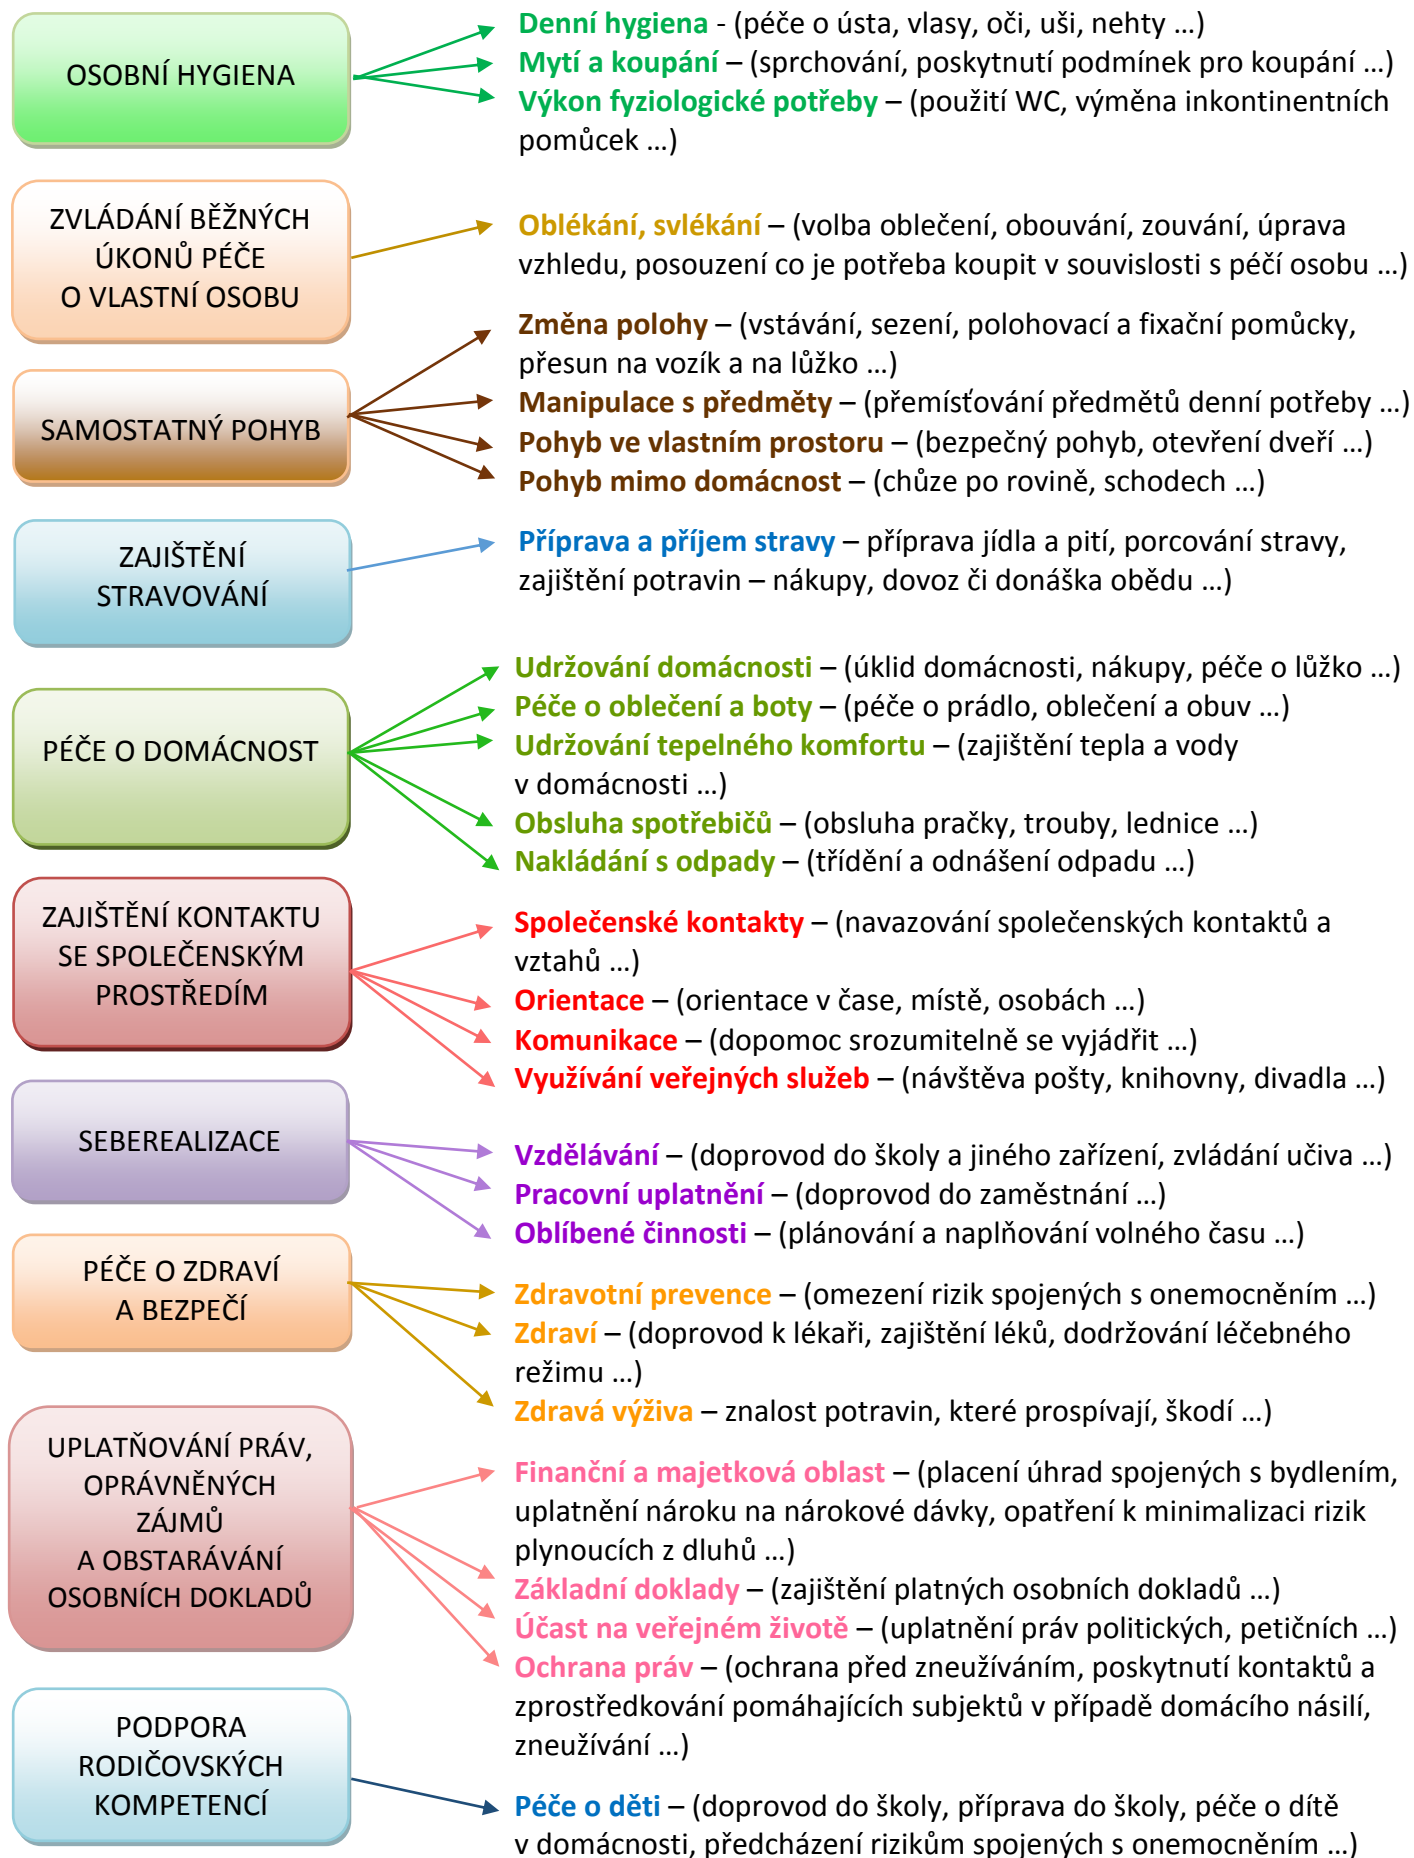 OSOBNÍ HYGIENA
Denní hygiena - (péče o ústa, vlasy, oči, uši, nehty …)
Mytí a koupání – (sprchování, poskytnutí podmínek pro koupání …)
Výkon fyziologické potřeby – (použití WC, výměna inkontinentních
pomůcek …)
ZVLÁDÁNÍ BĚŽNÝCH
ÚKONŮ PÉČE
O VLASTNÍ OSOBU
Oblékání, svlékání – (volba oblečení, obouvání, zouvání, úprava
vzhledu, posouzení co je potřeba koupit v souvislosti s péčí osobu …)
SAMOSTATNÝ POHYB
Změna polohy – (vstávání, sezení, polohovací a fixační pomůcky,
přesun na vozík a na lůžko …)
Manipulace s předměty – (přemísťování předmětů denní potřeby …)
Pohyb ve vlastním prostoru – (bezpečný pohyb, otevření dveří …)
Pohyb mimo domácnost – (chůze po rovině, schodech …)
ZAJIŠTĚNÍ
STRAVOVÁNÍ
Příprava a příjem stravy – příprava jídla a pití, porcování stravy,
zajištění potravin – nákupy, dovoz či donáška obědu …)
PÉČE O DOMÁCNOST
Udržování domácnosti – (úklid domácnosti, nákupy, péče o lůžko …)
Péče o oblečení a boty – (péče o prádlo, oblečení a obuv …)
Udržování tepelného komfortu – (zajištění tepla a vody
v domácnosti …)
Obsluha spotřebičů – (obsluha pračky, trouby, lednice …)
Nakládání s odpady – (třídění a odnášení odpadu …)
ZAJIŠTĚNÍ KONTAKTU
SE SPOLEČENSKÝM
PROSTŘEDÍM
Společenské kontakty – (navazování společenských kontaktů a
vztahů …)
Orientace – (orientace v čase, místě, osobách …)
Komunikace – (dopomoc srozumitelně se vyjádřit …)
Využívání veřejných služeb – (návštěva pošty, knihovny, divadla …)
SEBEREALIZACE
Vzdělávání – (doprovod do školy a jiného zařízení, zvládání učiva …)
Pracovní uplatnění – (doprovod do zaměstnání …)
Oblíbené činnosti – (plánování a naplňování volného času …)
PÉČE O ZDRAVÍ
A BEZPEČÍ
Zdravotní prevence – (omezení rizik spojených s onemocněním …)
Zdraví – (doprovod k lékaři, zajištění léků, dodržování léčebného
režimu …)
Zdravá výživa – znalost potravin, které prospívají, škodí …)
UPLATŇOVÁNÍ PRÁV,
OPRÁVNĚNÝCH
ZÁJMŮ
A OBSTARÁVÁNÍ
OSOBNÍCH DOKLADŮ
Finanční a majetková oblast – (placení úhrad spojených s bydlením,
uplatnění nároku na nárokové dávky, opatření k minimalizaci rizik
plynoucích z dluhů …)
Základní doklady – (zajištění platných osobních dokladů …)
Účast na veřejném životě – (uplatnění práv politických, petičních …)
Ochrana práv – (ochrana před zneužíváním, poskytnutí kontaktů a
zprostředkování pomáhajících subjektů v případě domácího násilí,
zneužívání …)
PODPORA
RODIČOVSKÝCH
KOMPETENCÍ
Péče o děti – (doprovod do školy, příprava do školy, péče o dítě
v domácnosti, předcházení rizikům spojených s onemocněním …)